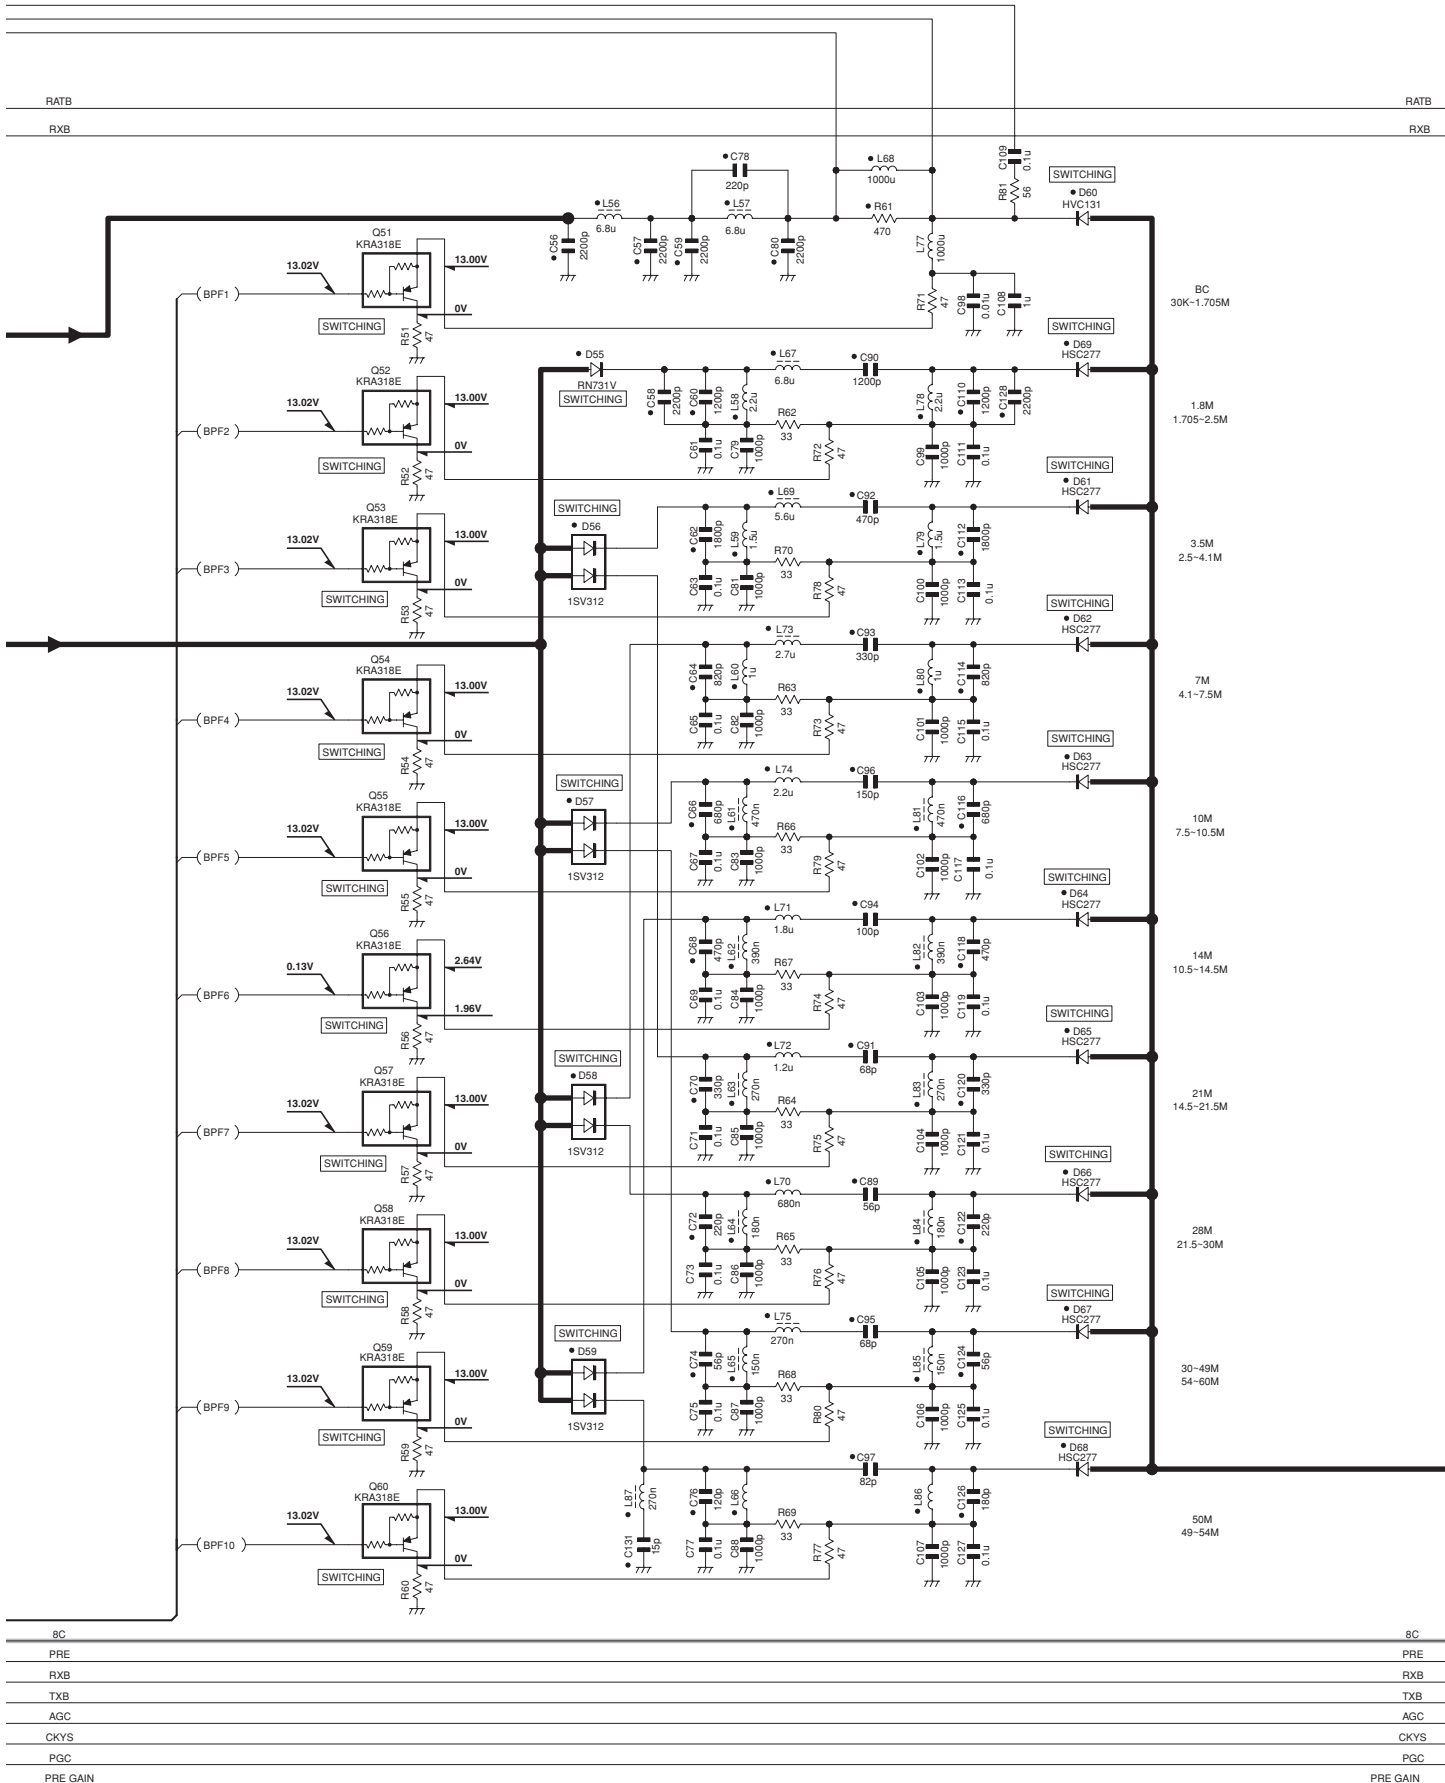 RATB
RATB
RXB
RXB
C78
220p
L68
1000u
C109
0.1u
R81
56
SWITCHING
D60
HVC131
L56
6.8u
L57
6.8u
R61
470
C56
2200p
C57
2200p
C59
2200p
C80
2200p
L77
1000u
R71
47
C98
0.01u
C108
1u
BC
30K~1.705M
Q51
KRA318E
13.02V
13.00V
BPF1
0V
SWITCHING
R51
47
D55
RN731V
SWITCHING
L67
6.8u
C90
1200p
SWITCHING
D69
HSC277
C58
2200p
C60
1200p
L58
2.2u
R62
33
L78
2.2u
C110
1200p
C128
2200p
C61
0.1u
C79
1000p
R72
47
C99
1000p
C111
0.1u
1.8M
1.705~2.5M
Q52
KRA318E
13.02V
13.00V
BPF2
0V
SWITCHING
R52
47
SWITCHING
D56
1SV312
L69
5.6u
C92
470p
SWITCHING
D61
HSC277
C62
1800p
L59
1.5u
R70
33
L79
1.5u
C112
1800p
C63
0.1u
C81
1000p
R78
47
C100
1000p
C113
0.1u
3.5M
2.5~4.1M
Q53
KRA318E
13.02V
13.00V
BPF3
0V
SWITCHING
R53
47
L73
2.7u
C93
330p
SWITCHING
D62
HSC277
C64
820p
L60
1u
R63
33
L80
1u
C114
820p
C65
0.1u
C82
1000p
R73
47
C101
1000p
C115
0.1u
7M
4.1~7.5M
Q54
KRA318E
13.02V
13.00V
BPF4
0V
SWITCHING
R54
47
SWITCHING
D57
1SV312
L74
2.2u
C96
150p
SWITCHING
D63
HSC277
C66
680p
L61
470n
R66
33
L81
470n
C116
680p
C67
0.1u
C83
1000p
R79
47
C102
1000p
C117
0.1u
10M
7.5~10.5M
Q55
KRA318E
13.02V
13.00V
BPF5
0V
SWITCHING
R55
47
L71
1.8u
C94
100p
SWITCHING
D64
HSC277
C68
470p
L62
390n
R67
33
L82
390n
C118
470p
C69
0.1u
C84
1000p
R74
47
C103
1000p
C119
0.1u
14M
10.5~14.5M
Q56
KRA318E
0.13V
2.64V
BPF6
1.96V
SWITCHING
R56
47
SWITCHING
D58
1SV312
L72
1.2u
C91
68p
SWITCHING
D65
HSC277
C70
330p
L63
270n
R64
33
L83
270n
C120
330p
C71
0.1u
C85
1000p
R75
47
C104
1000p
C121
0.1u
21M
14.5~21.5M
Q57
KRA318E
13.02V
13.00V
BPF7
0V
SWITCHING
R57
47
L70
680n
C89
56p
SWITCHING
D66
HSC277
C72
220p
L64
180n
R65
33
L84
180n
C122
220p
C73
0.1u
C86
1000p
R76
47
C105
1000p
C123
0.1u
28M
21.5~30M
Q58
KRA318E
13.02V
13.00V
BPF8
0V
SWITCHING
R58
47
SWITCHING
D59
1SV312
L75
270n
C95
68p
SWITCHING
D67
HSC277
C74
56p
L65
150n
R68
33
L85
150n
C124
56p
C75
0.1u
C87
1000p
R80
47
C106
1000p
C125
0.1u
30~49M
54~60M
Q59
KRA318E
13.02V
13.00V
BPF9
0V
SWITCHING
R59
47
C97
82p
SWITCHING
D68
HSC277
L87
270n
C131
15p
C76
120p
L66
R69
33
L86
C126
180p
C77
0.1u
C88
1000p
R77
47
C107
1000p
C127
0.1u
50M
49~54M
Q60
KRA318E
13.02V
13.00V
BPF10
0V
SWITCHING
R60
47
8C
8C
PRE
PRE
RXB
RXB
TXB
TXB
AGC
AGC
CKYS
CKYS
PGC
PGC
PRE GAIN
PRE GAIN